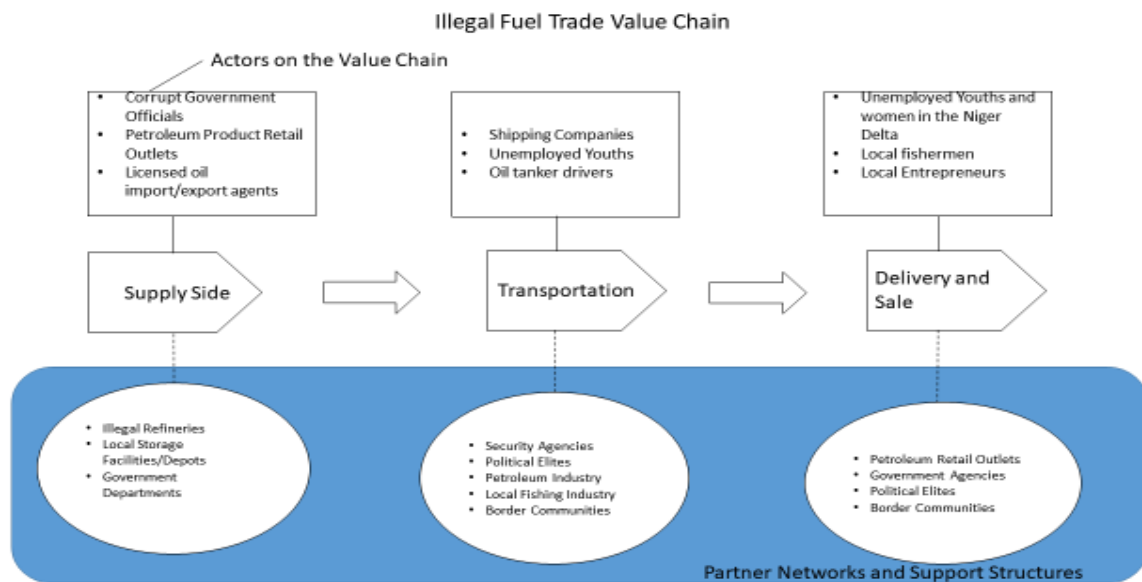 Illegal Fuel Trade Value Chain
Actors on the Value Chain
• Corrupt Government
Officials
• Petroleum Product Retail
Outlets
• Licensed oil
import/export agents
• Shipping Companies
• Unemployed Youths
• Oil tanker drivers
• Unemployed Youths and
women in the Niger
Delta
• Local fishermen
• Local Entrepreneurs
Supply Side
Transportation
Delivery and
Sale
• Illegal Refineries
• Local Storage
Facilities/Depots
• Government
Departments
• Security Agencies
• Political Elites
• Petroleum Industry
• Local Fishing Industry
• Border Communities
• Petroleum Retail Outlets
• Government Agencies
• Political Elites
• Border Communities
Partner Networks and Support Structures